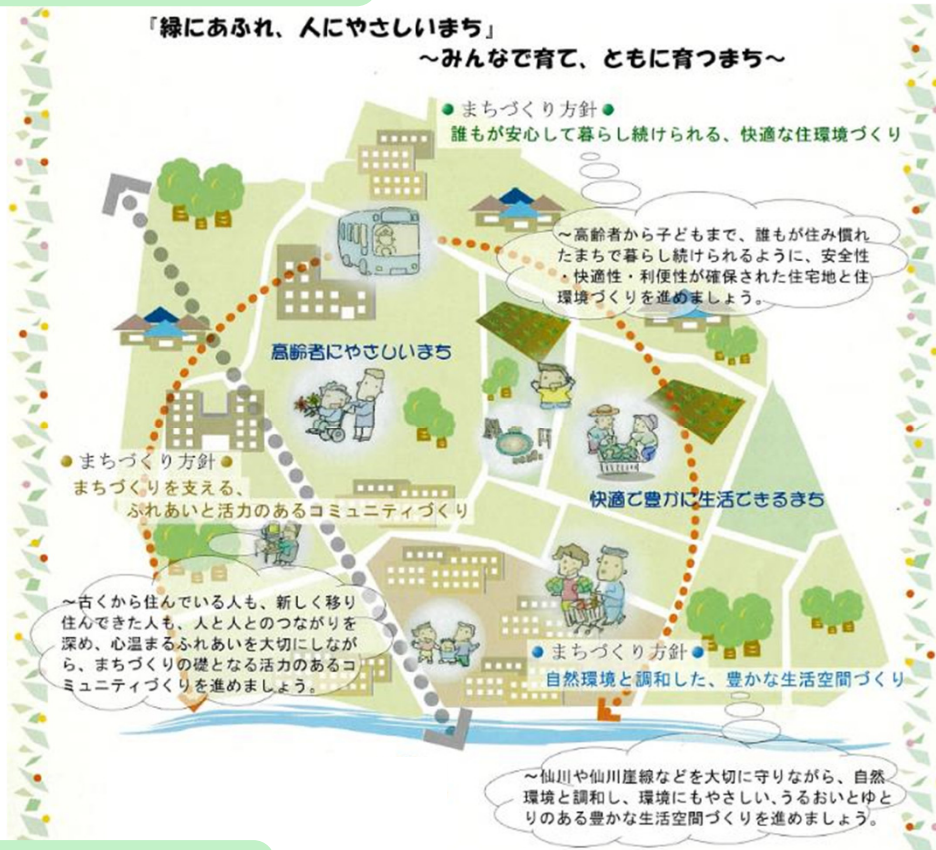 『緑にあふれ、人にやさしいまち』
～みんなで育て、ともに育つまち～
まちづくり方針
誰もが安心して暮らし続けられる、快適な住環境づくり
～高齢者から子どもまで、誰もが住み慣れ
たまちで暮らし続けられるように、安全性
・快適性・利便性が確保された住宅地と住
環境づくりを進めましょう。
高齢者にやさしいまち
まちづくり方針
まちづくりを支える、
ふれあいと活力のあるコミュニティづくり
快適で豊かに生活できるまち
～古くから住んでいる人も、新しく移り
住んできた人も、人と人とのつながりを
深め、心温まるふれあいを大切にしなが
ら、まちづくりの礎となる活力のあるコ
ミュニティづくりを進めましょう。
まちづくり方針
自然環境と調和した、豊かな生活空間づくり
～仙川や仙川崖線などを大切に守りながら、自然
環境と調和し、環境にもやさしい、うるおいとゆと
りのある豊かな生活空間づくりを進めましょう。